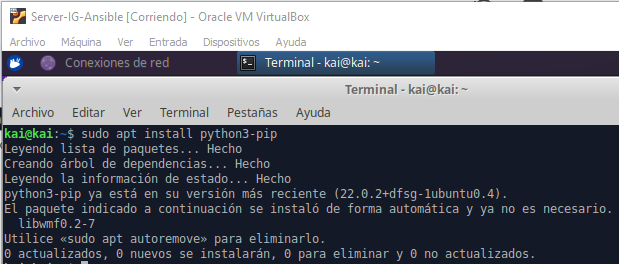 Server-IG-Ansible [Corriendo] - Oracle VM VirtualBox
Archivo Máquina Ver Entrada Dispositivos Ayuda
Conexiones de red Terminal - kai@kai: ~
Terminal - kai@kai: ~
Archivo Editar Ver Terminal Pestañas Ayuda
kai@kai:~$ sudo apt install python3-pip
Leyendo lista de paquetes... Hecho
Creando árbol de dependencias... Hecho
Leyendo la información de estado... Hecho
python3-pip ya está en su versión más reciente (22.0.2+dfsg-1ubuntu0.4).
El paquete indicado a continuación se instaló de forma automática y ya no es necesario.
libwmf0.2-7
Utilice «sudo apt autoremove» para eliminarlo.
0 actualizados, 0 nuevos se instalarán, 0 para eliminar y 0 no actualizados.